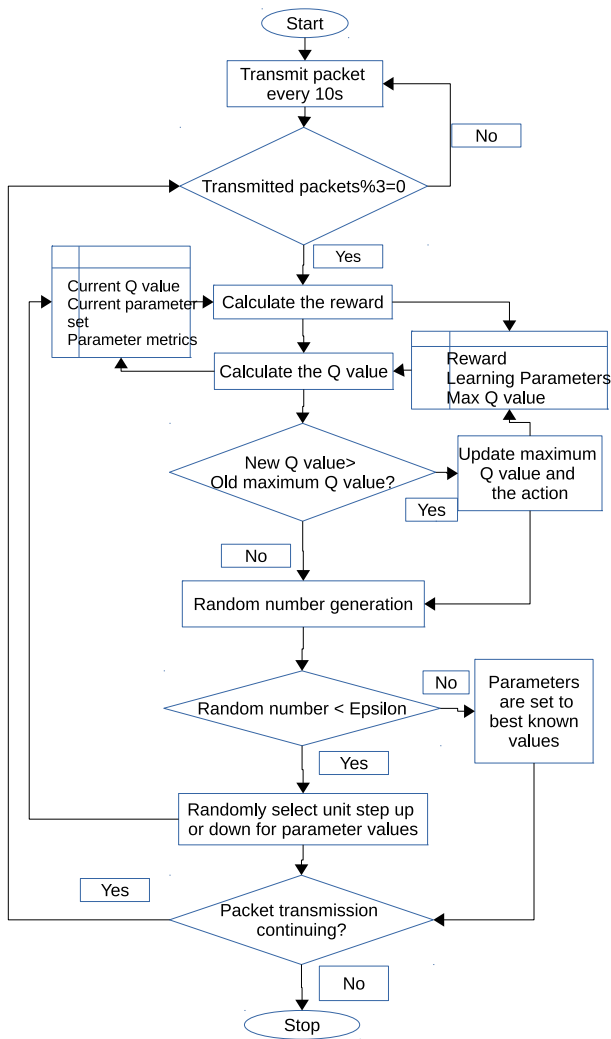 Start
Transmit packet
every 10s
No
Transmitted packets%3=0
Yes
Current Q value
Current parameter
set
Parameter metrics
Calculate the reward
Calculate the Q value
Reward
Learning Parameters
Max Q value
New Q value>
Old maximum Q value?
Yes
Update maximum
Q value and
the action
No
Random number generation
Random number < Epsilon
No
Parameters
are set to
best known
values
Yes
Randomly select unit step up
or down for parameter values
Yes
Packet transmission
continuing?
No
Stop